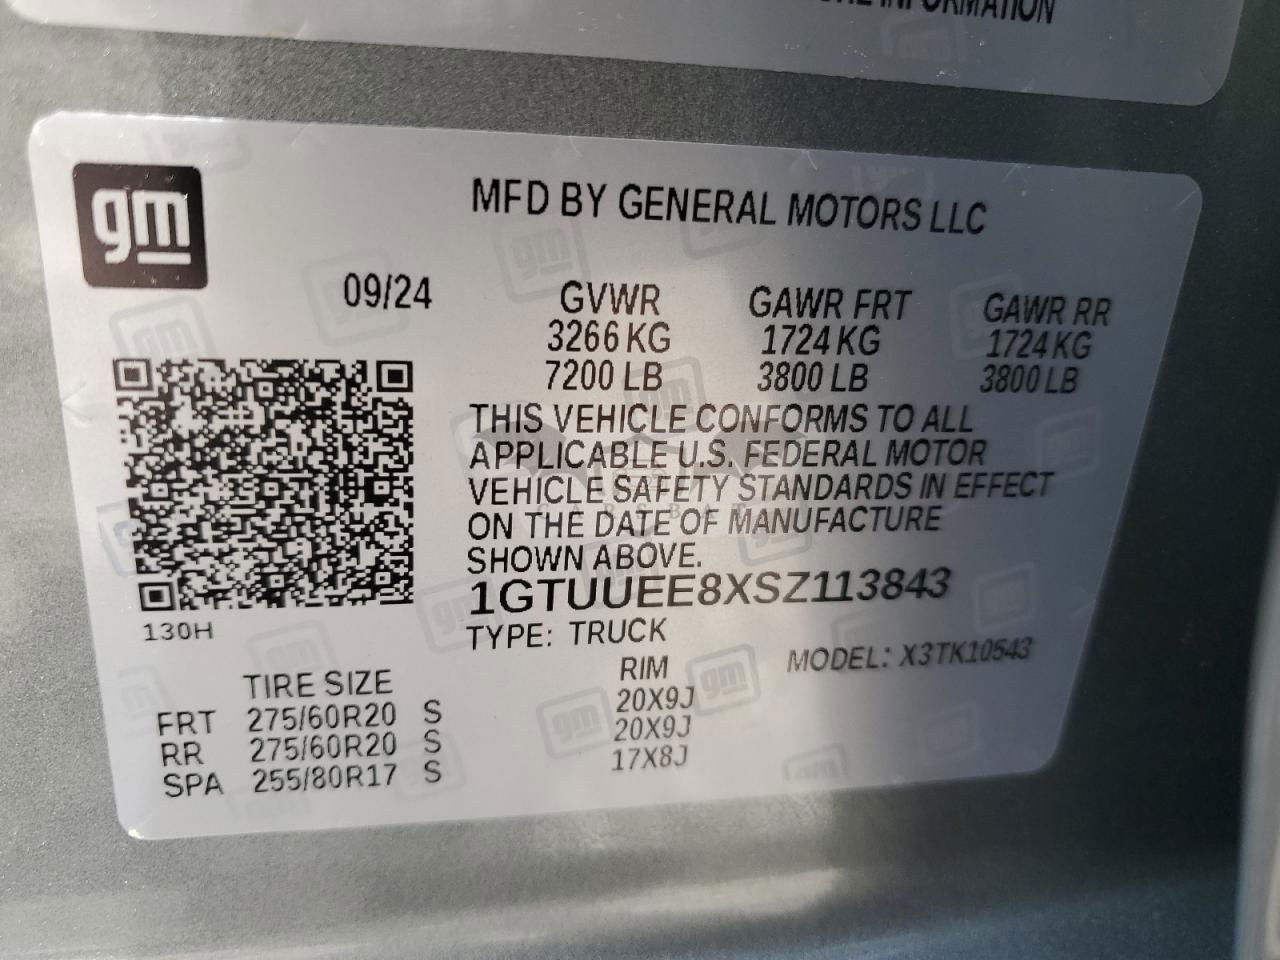 INFORMATION
gm
MFD BY GENERAL MOTORS LLC
09/24
GVWR GAWR FRT GAWR RR
3266 KG 1724 KG 1724 KG
7200 LB 3800 LB 3800 LB
THIS VEHICLE CONFORMS TO ALL
APPLICABLE U.S. FEDERAL MOTOR
VEHICLE SAFETY STANDARDS IN EFFECT
ON THE DATE OF MANUFACTURE
SHOWN ABOVE.
1GTUUEE8XSZ113843
130H
TYPE: TRUCK
MODEL: X3TK10543
TIRE SIZE RIM
FRT 275/60R20 S 20X9J
RR 275/60R20 S 20X9J
SPA 255/80R17 S 17X8J